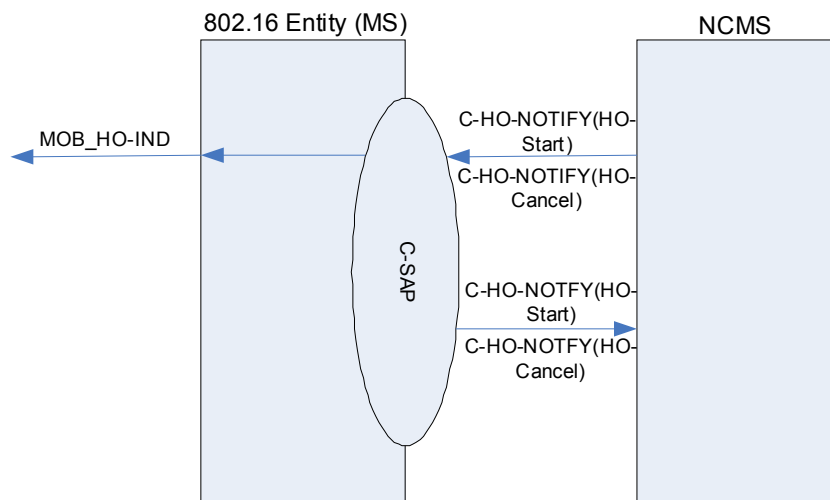 802.16 Entity (MS)
NCMS
MOB_HO-IND
C-HO-NOTIFY(HO-
Start)
C-HO-NOTIFY(HO-
Cancel)
C-SAP
C-HO-NOTFY(HO-
Start)
C-HO-NOTFY(HO-
Cancel)